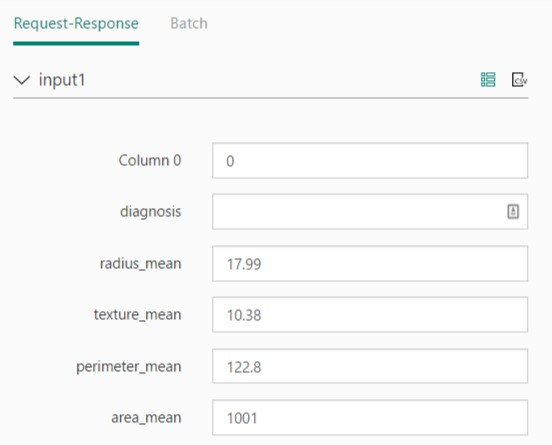 Request-Response Batch
input1 CSV
Column 0 0
diagnosis
radius_mean 17.99
texture_mean 10.38
perimeter_mean 122.8
area_mean 1001